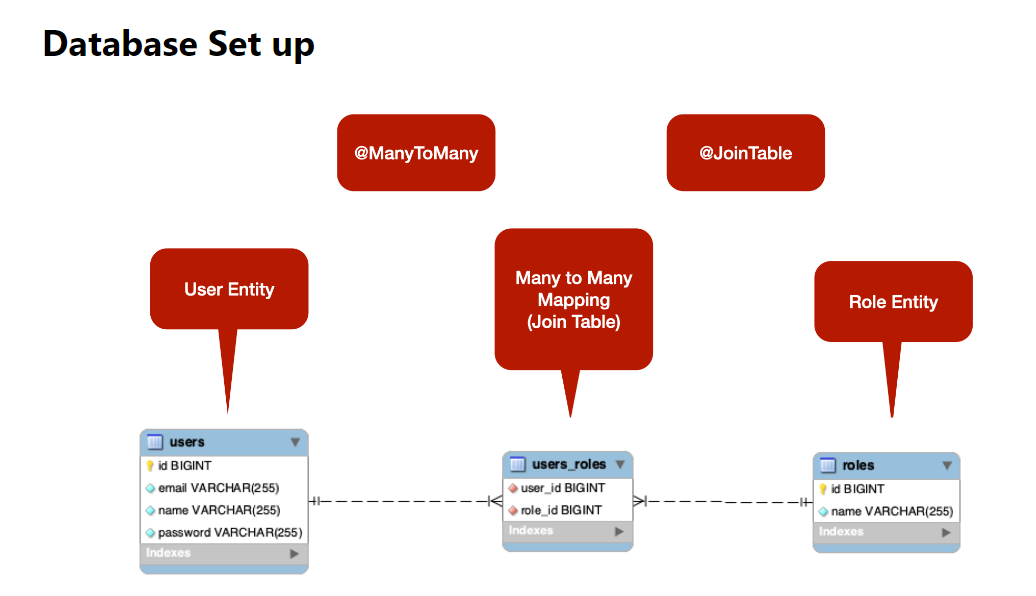 Database Set up
@ManyToMany
@JoinTable
User Entity
Many to Many
Mapping
(Join Table)
Role Entity
users
id BIGINT
email VARCHAR(255)
name VARCHAR(255)
password VARCHAR(255)
Indexes
users_roles
user_id BIGINT
role_id BIGINT
Indexes
roles
id BIGINT
name VARCHAR(255)
Indexes